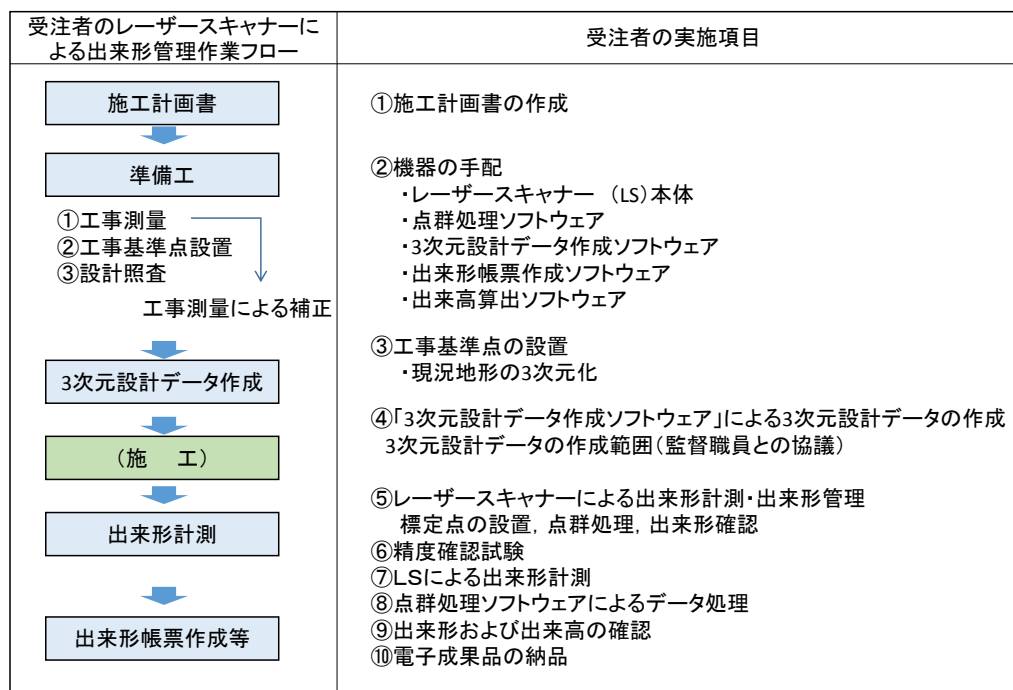 受注者のレーザースキャナーに
よる出来形管理作業フロー
受注者の実施項目
施工計画書
準備工
①工事測量
②工事基準点設置
③設計照査
工事測量による補正
3次元設計データ作成
(施 工)
出来形計測
出来形帳票作成等
①施工計画書の作成
②機器の手配
・レーザースキャナー (LS)本体
・点群処理ソフトウェア
・3次元設計データ作成ソフトウェア
・出来形帳票作成ソフトウェア
・出来高算出ソフトウェア
③工事基準点の設置
・現況地形の3次元化
④「3次元設計データ作成ソフトウェア」による3次元設計データの作成
3次元設計データの作成範囲(監督職員との協議)
⑤レーザースキャナーによる出来形計測・出来形管理
標定点の設置, 点群処理, 出来形確認
⑥精度確認試験
⑦LSによる出来形計測
⑧点群処理ソフトウェアによるデータ処理
⑨出来形および出来高の確認
⑩電子成果品の納品